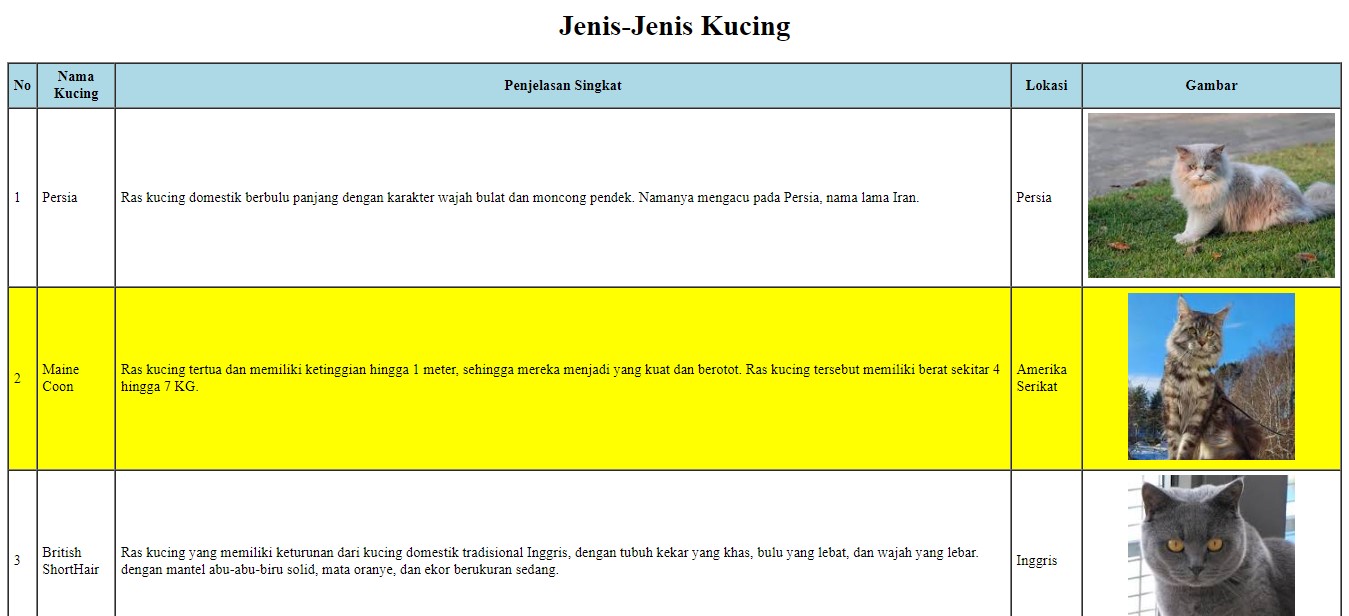 Jenis-Jenis Kucing
No
Nama
Kucing
Penjelasan Singkat
Lokasi
Gambar
1
Persia
Ras kucing domestik berbulu panjang dengan karakter wajah bulat dan moncong pendek. Namanya mengacu pada Persia, nama lama Iran.
Persia
2
Maine
Coon
Ras kucing tertua dan memiliki ketinggian hingga 1 meter, sehingga mereka menjadi yang kuat dan berotot. Ras kucing tersebut memiliki berat sekitar 4
hingga 7 KG.
Amerika
Serikat
3
British
ShortHair
Ras kucing yang memiliki keturunan dari kucing domestik tradisional Inggris, dengan tubuh kekar yang khas, bulu yang lebat, dan wajah yang lebar.
dengan mantel abu-abu-biru solid, mata oranye, dan ekor berukuran sedang.
Inggris